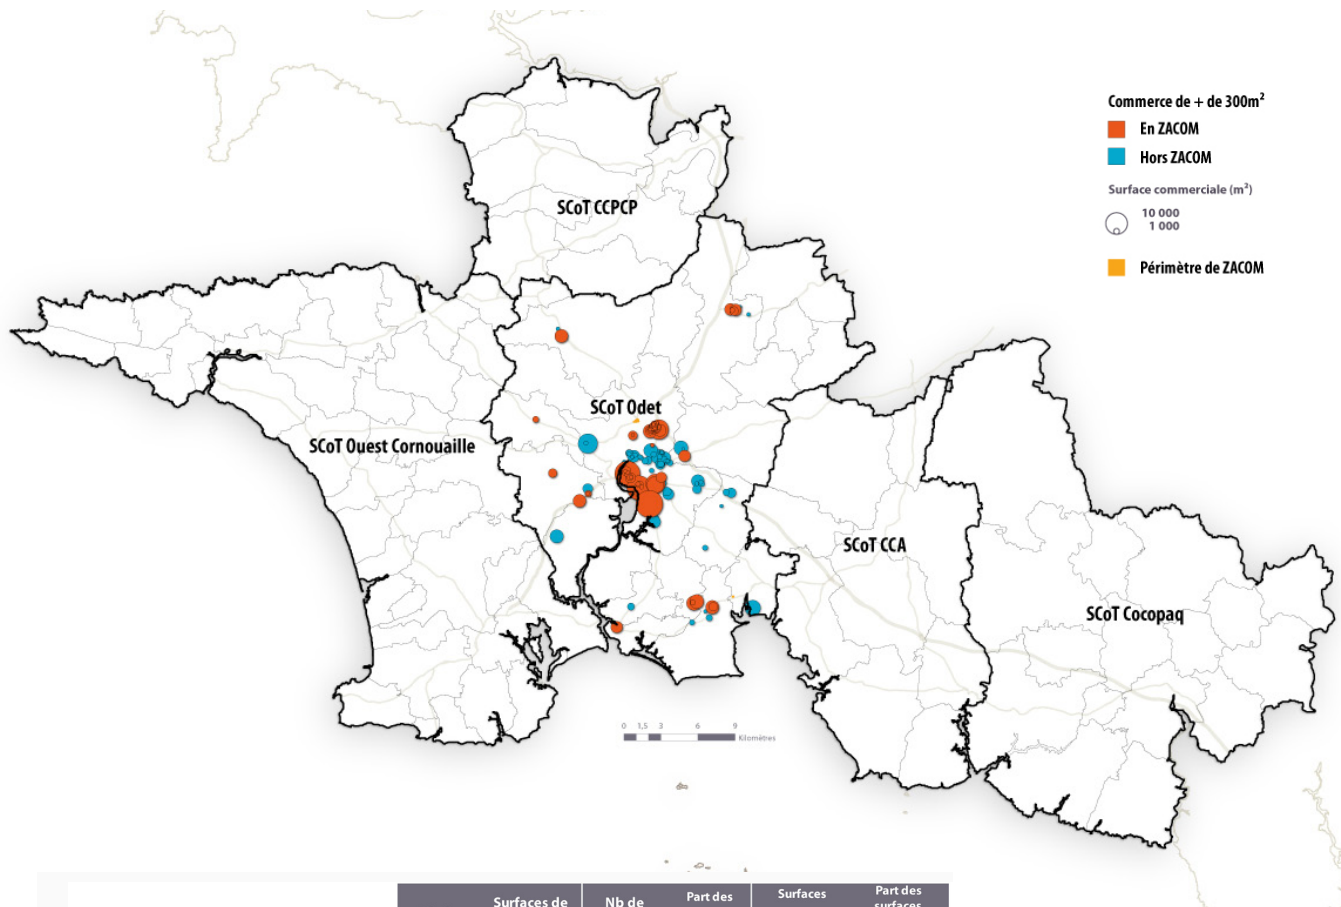 Commerce de + de 300m²
En ZACOM
Hors ZACOM
Surface commerciale (m²)
10 000
1 000
Périmètre de ZACOM
SCoT CCPCP
SCoT Odet
SCoT Ouest Cornouaille
SCoT CCA
SCoT Cocopaq
0 1,5 3 6 9
Kilomètres
Surfaces de
Nb de
Part des
Surfaces
Part des
surfaces